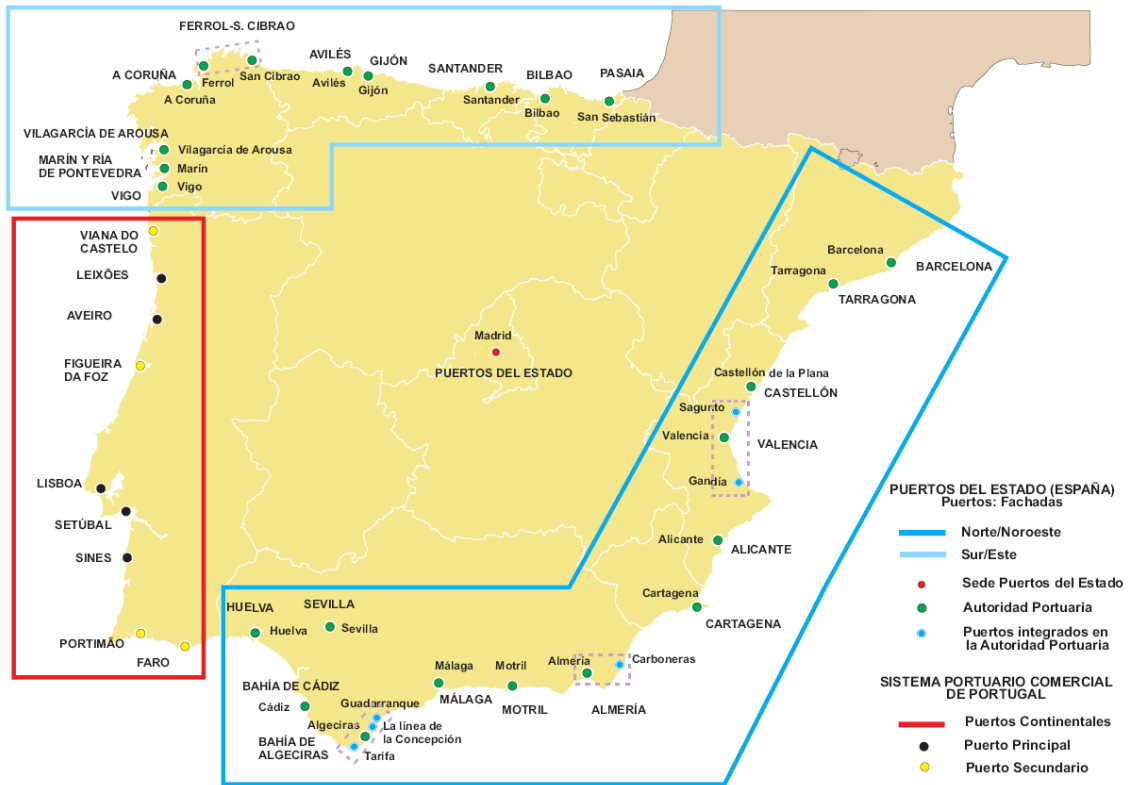 FERROL-S. CIBRAO
AVILÉS
GIJÓN
A CORUÑA
SANTANDER
BILBAO
PASAIA
San Cibrao
Ferrol
Avilés
Gijón
A Coruña
Santander
Bilbao
San Sebastián
VILAGARCÍA DE AROUSA
Vilagarcía de Arousa
MARÍN Y RÍA
DE PONTEVEDRA
Marín
Vigo
VIGO
VIANA DO
CASTELO
LEIXÕES
AVEIRO
FIGUEIRA
DA FOZ
LISBOA
SETÚBAL
SINES
PORTIMÃO
FARO
Madrid
PUERTOS DEL ESTADO
Barcelona
BARCELONA
Tarragona
TARRAGONA
Castellón de la Plana
CASTELLÓN
Sagunto
Valencia
VALENCIA
Gandía
Alicante
ALICANTE
Cartagena
CARTAGENA
HUELVA
Huelva
SEVILLA
Sevilla
BAHÍA DE CÁDIZ
Cádiz
Guadarranque
Algeciras
La línea de
la Concepción
BAHÍA DE
ALGECIRAS
Tarifa
Málaga
MÁLAGA
Motril
MOTRIL
Almería
Carboneras
ALMERÍA
PUERTOS DEL ESTADO (ESPAÑA)
Puertos: Fachadas
Norte/Noroeste
Sur/Este
Sede Puertos del Estado
Autoridad Portuaria
Puertos integrados en
la Autoridad Portuaria
SISTEMA PORTUARIO COMERCIAL
DE PORTUGAL
Puertos Continentales
Puerto Principal
Puerto Secundario